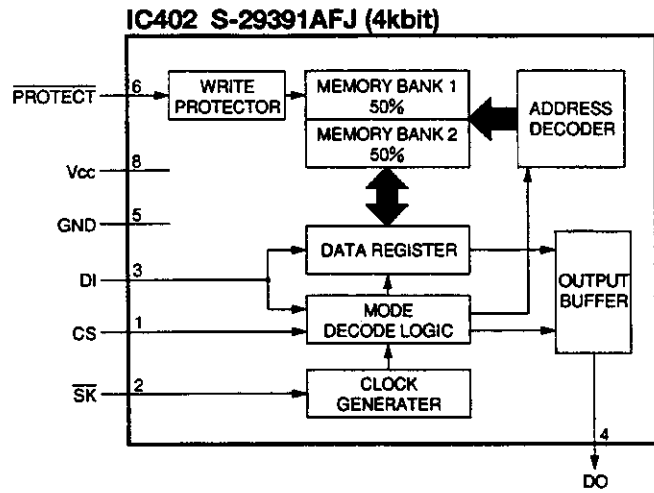 IC402 S-29391AFJ (4kbit)
PROTECT
6
WRITE
PROTECTOR
MEMORY BANK 1
50%
MEMORY BANK 2
50%
ADDRESS
DECODER
Vcc
8
GND
5
DATA REGISTER
DI
3
OUTPUT
BUFFER
MODE
DECODE LOGIC
CS
1
SK
2
CLOCK
GENERATER
4
DO